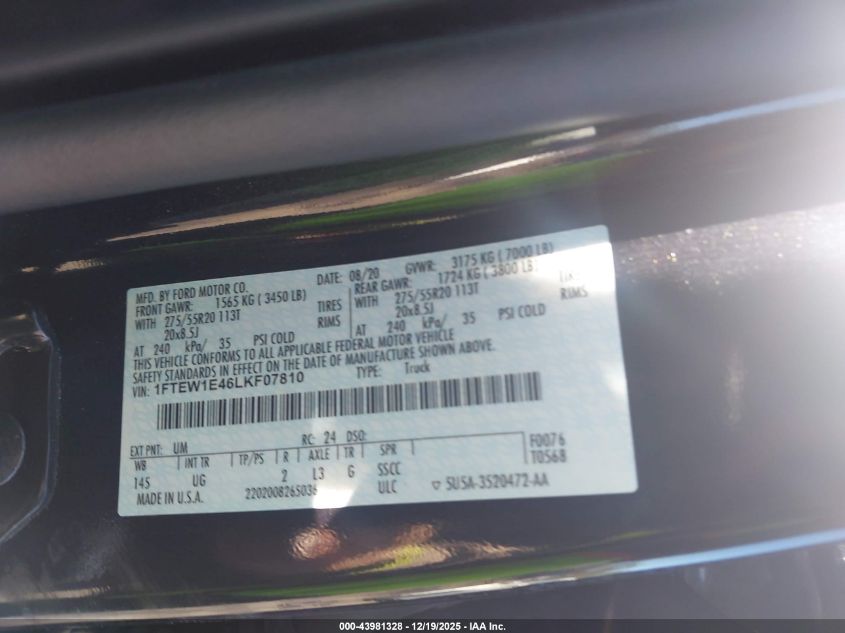 MFD. BY FORD MOTOR CO.
DATE: 08/20 GVWR: 3175 KG ( 7000 LB)
FRONT GAWR: 1565 KG ( 3450 LB) REAR GAWR: 1724 KG ( 3800 LB)
WITH 275/55R20 113T TIRES WITH 275/55R20 113T TIRES
20x8.5J RIMS 20x8.5J RIMS
AT 240 kPa/ 35 PSI COLD AT 240 kPa/ 35 PSI COLD
THIS VEHICLE CONFORMS TO ALL APPLICABLE FEDERAL MOTOR VEHICLE
SAFETY STANDARDS IN EFFECT ON THE DATE OF MANUFACTURE SHOWN ABOVE.
VIN: 1FTEW1E46LKF07810 TYPE: Truck
EXT PNT: UM RC: 24 DSO: F0076
WB INT TR TP/PS R AXLE TR SPR T0568
145 UG 2 L3 G SSCC
MADE IN U.S.A. 2202008265036 ULC ▽ SU5A-3520472-AA
000-43981328 - 12/19/2025 - IAA Inc.